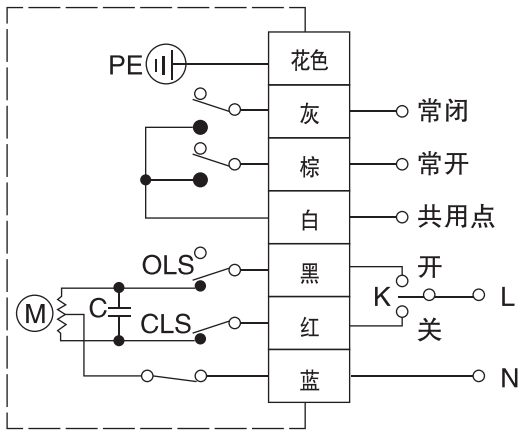 PE 花色
灰 常闭
棕 常开
白 共用点
OLS 黑 开
K L
M C CLS 红 关
蓝 N